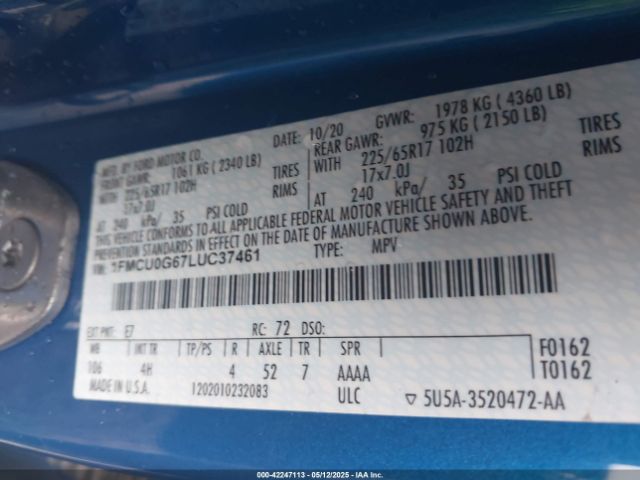 MFD. BY FORD MOTOR CO.
DATE: 10/20 GVWR: 1978 KG ( 4360 LB)
FRONT GAWR: 1061 KG ( 2340 LB) REAR GAWR: 975 KG ( 2150 LB)
WITH 225/65R17 102H TIRES WITH 225/65R17 102H TIRES
17x7.0J RIMS 17x7.0J RIMS
AT 240 kPa/ 35 PSI COLD AT 240 kPa/ 35 PSI COLD
THIS VEHICLE CONFORMS TO ALL APPLICABLE FEDERAL MOTOR VEHICLE SAFETY AND THEFT
PREVENTION STANDARDS IN EFFECT ON THE DATE OF MANUFACTURE SHOWN ABOVE.
VIN: 1FMCU0G67LUC37461 TYPE: MPV
EXT PNT: E7 RC: 72 DSO:
WB INT TR TP/PS R AXLE TR SPR F0162
106 4H 4 52 7 AAAA T0162
MADE IN U.S.A. 1202010232083 ULC ▽ 5U5A-3520472-AA
000-42247113 - 05/12/2025 - © IAA Holdings, LLC